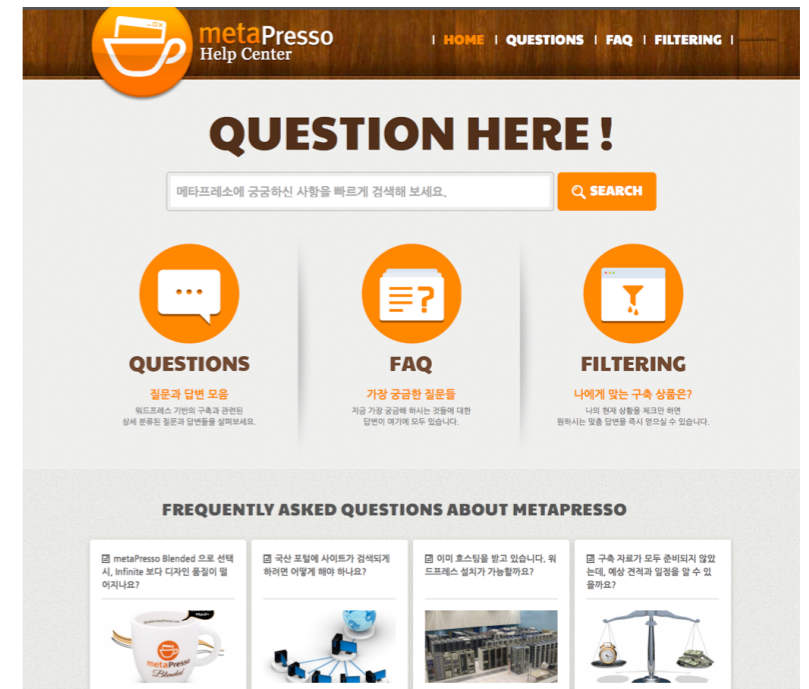 metaPresso
Help Center
HOME
QUESTIONS
FAQ
FILTERING
QUESTION HERE !
메타프레소에 궁금하신 사항을 빠르게 검색해 보세요.
SEARCH
QUESTIONS
질문과 답변 모음
워드프레스 기반의 구축과 관련된
상세 분류된 질문과 답변들을 살펴보세요.
FAQ
가장 궁금한 질문들
지금 가장 궁금해 하시는 것들에 대한
답변이 여기에 모두 있습니다.
FILTERING
나에게 맞는 구축 상품은?
나의 현재 상황을 체크만 하면
원하시는 맞춤 답변을 즉시 얻으실 수 있습니다.
FREQUENTLY ASKED QUESTIONS ABOUT METAPRESSO
metaPresso Blended 으로 선택
시, Infinite 보다 디자인 품질이 떨
어지나요?
국산 포털에 사이트가 검색되게
하려면 어떻게 해야 하나요?
이미 호스팅을 받고 있습니다. 워
드프레스 설치가 가능할까요?
구축 자료가 모두 준비되지 않았
는데, 예상 견적과 일정을 알 수 있
을까요?
metaPresso
Blended